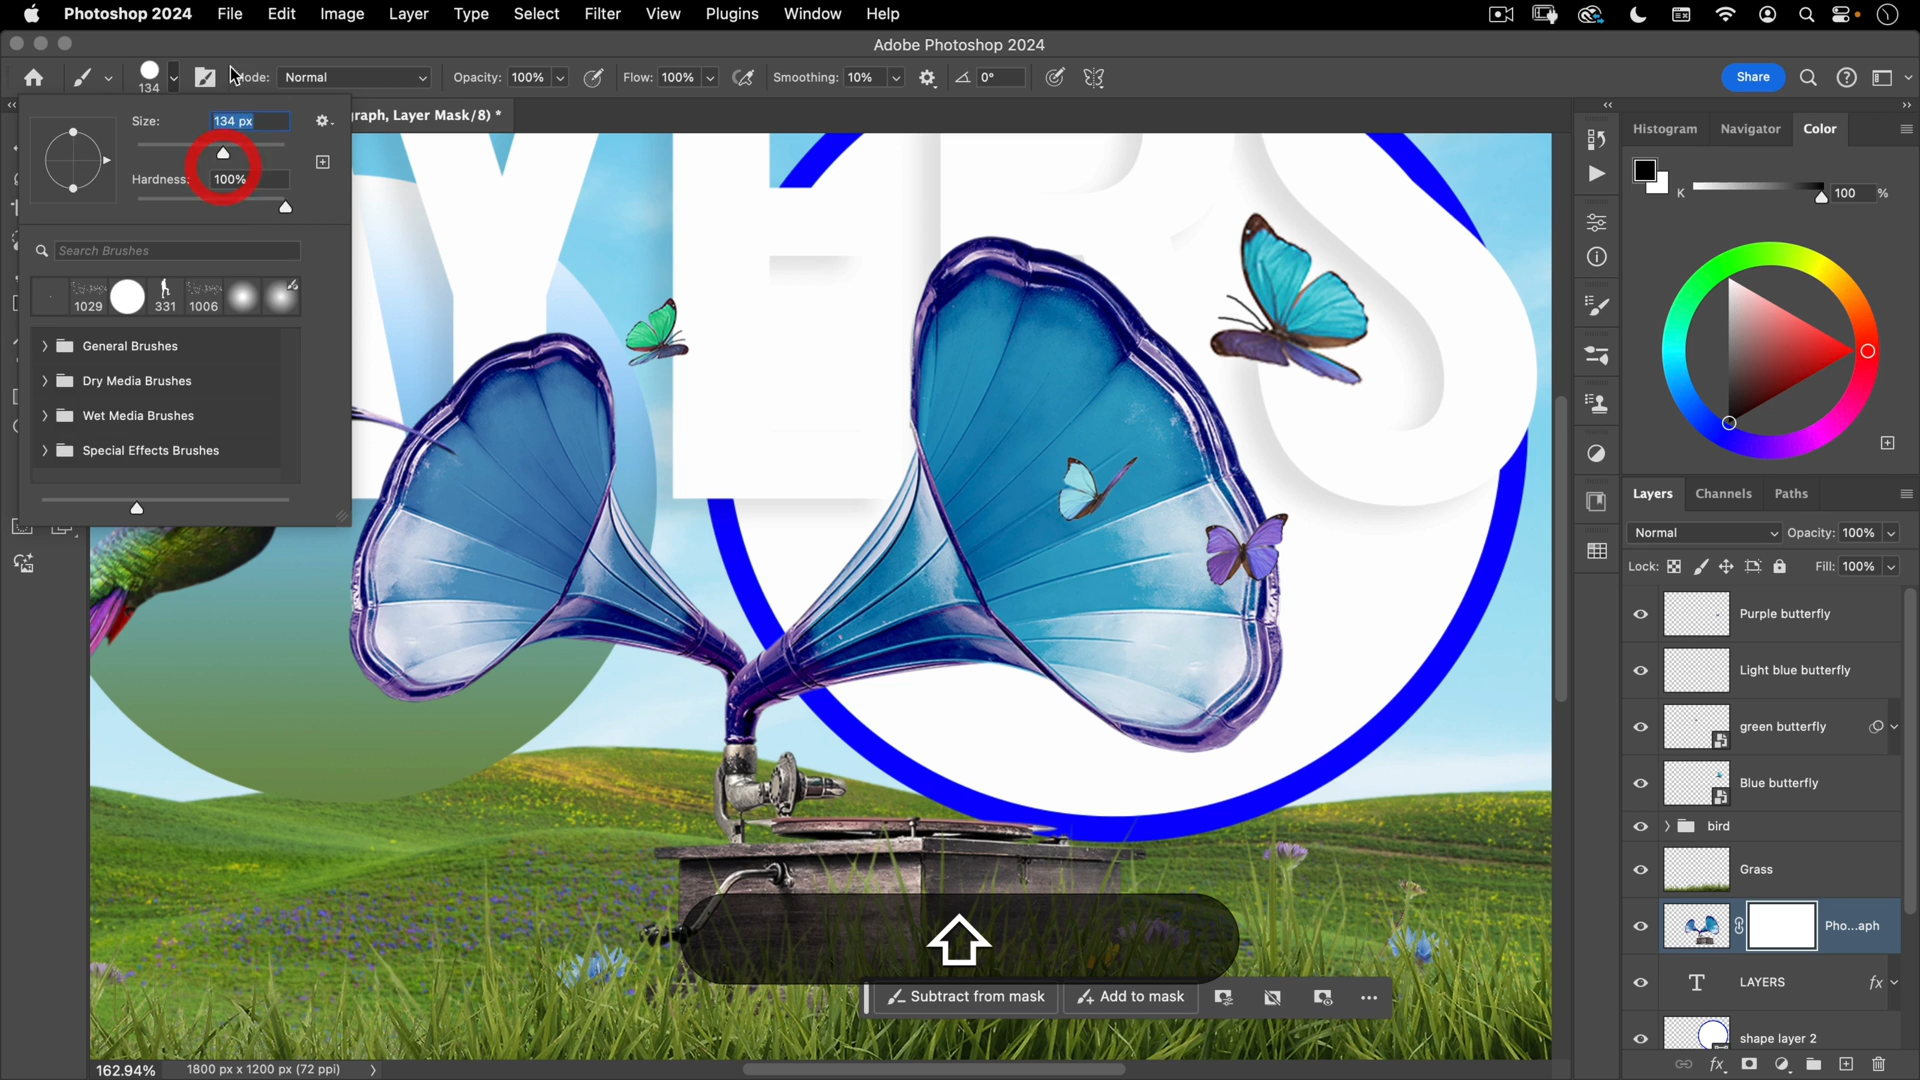 Photoshop 2024 File Edit Image Layer Type Select Filter View Plugins Window Help
Adobe Photoshop 2024
134 ode: Normal Opacity: 100% Flow: 100% Smoothing: 10% 0° Share
raph, Layer Mask/8) *
Size: 134 px
Hardness: 100%
Search Brushes
1029 331 1006
General Brushes
Dry Media Brushes
Wet Media Brushes
Special Effects Brushes
Y E R S
Histogram Navigator Color
K 100 %
Layers Channels Paths
Normal Opacity: 100%
Lock: Fill: 100%
Purple butterfly
Light blue butterfly
green butterfly
Blue butterfly
bird
Grass
Pho...aph
T LAYERS fx
shape layer 2
fx
Subtract from mask Add to mask
162.94% 1800 px x 1200 px (72 ppi)